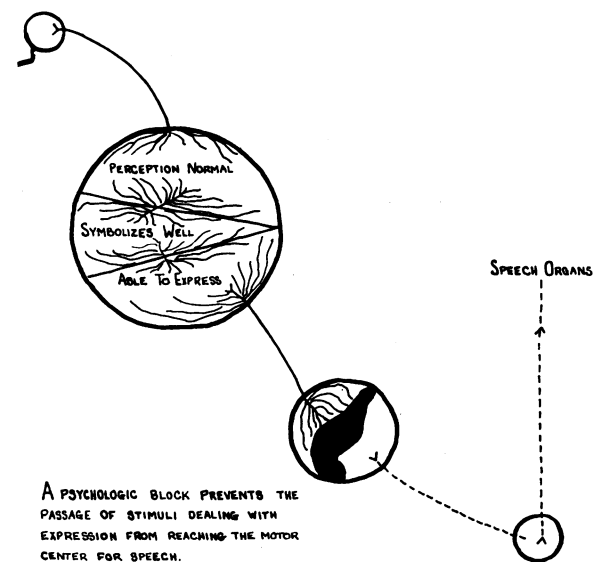 PERCEPTION NORMAL
SYMBOLIZES WELL
ABLE TO EXPRESS
SPEECH ORGANS
A PSYCHOLOGIC BLOCK PREVENTS THE
PASSAGE OF STIMULI DEALING WITH
EXPRESSION FROM REACHING THE MOTOR
CENTER FOR SPEECH.